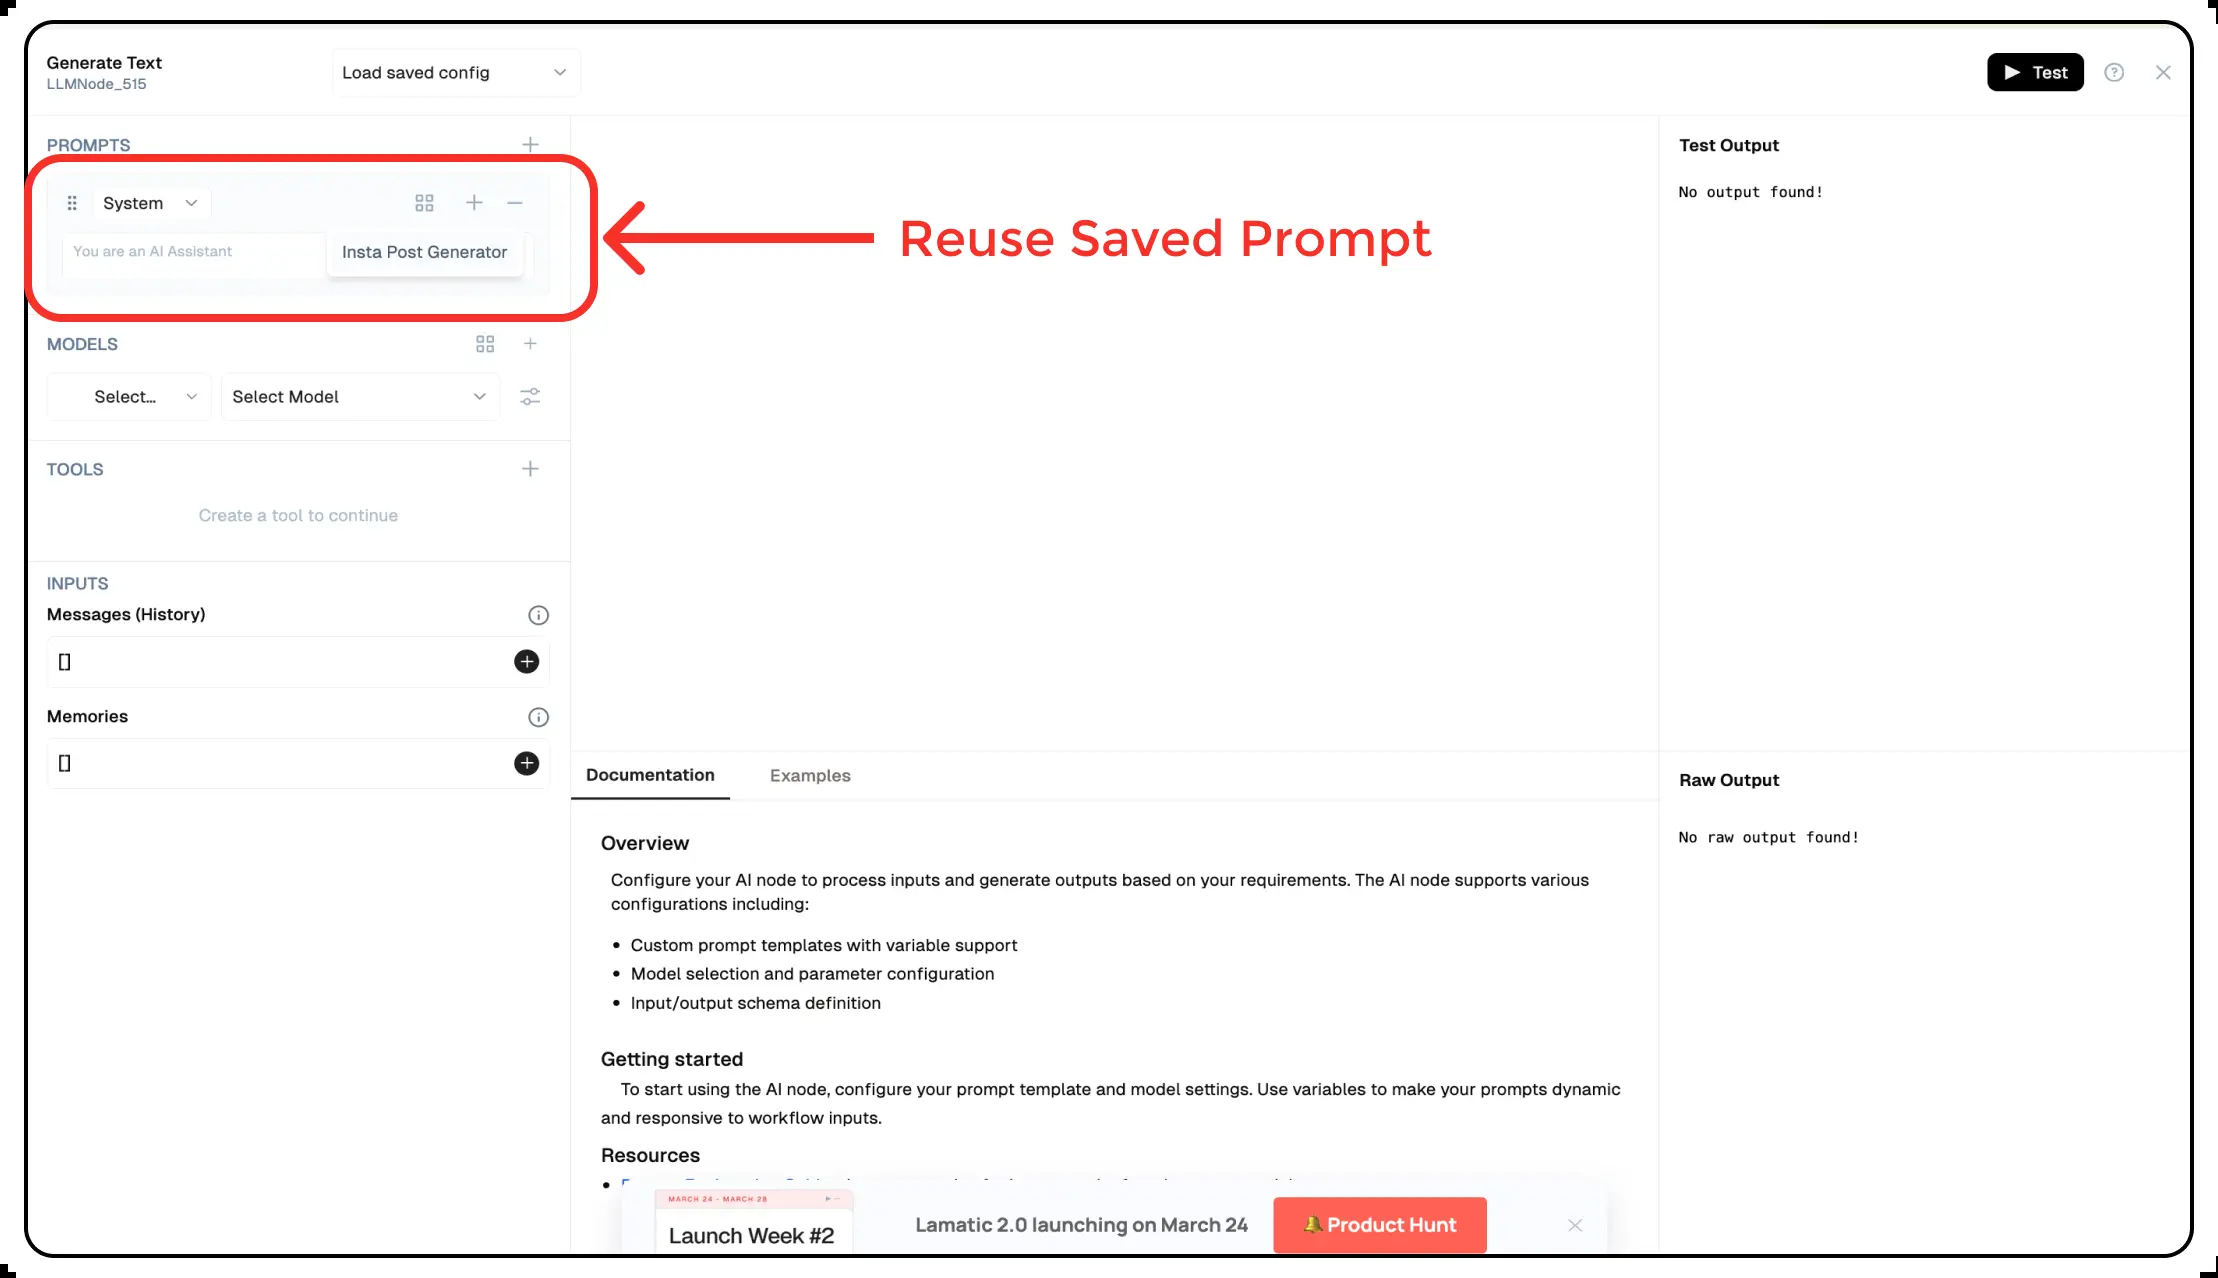 Generate Text
LLMNode_515
Load saved config
Test
PROMPTS
System
You are an AI Assistant
Insta Post Generator
Reuse Saved Prompt
MODELS
Select...
Select Model
TOOLS
Create a tool to continue
INPUTS
Messages (History)
[]
Memories
[]
Test Output
No output found!
Documentation
Examples
Overview
Configure your AI node to process inputs and generate outputs based on your requirements. The AI node supports various
configurations including:
• Custom prompt templates with variable support
• Model selection and parameter configuration
• Input/output schema definition
Getting started
To start using the AI node, configure your prompt template and model settings. Use variables to make your prompts dynamic
and responsive to workflow inputs.
Resources
MARCH 24 - MARCH 28
Launch Week #2
Lamatic 2.0 launching on March 24
🔔Product Hunt
Raw Output
No raw output found!